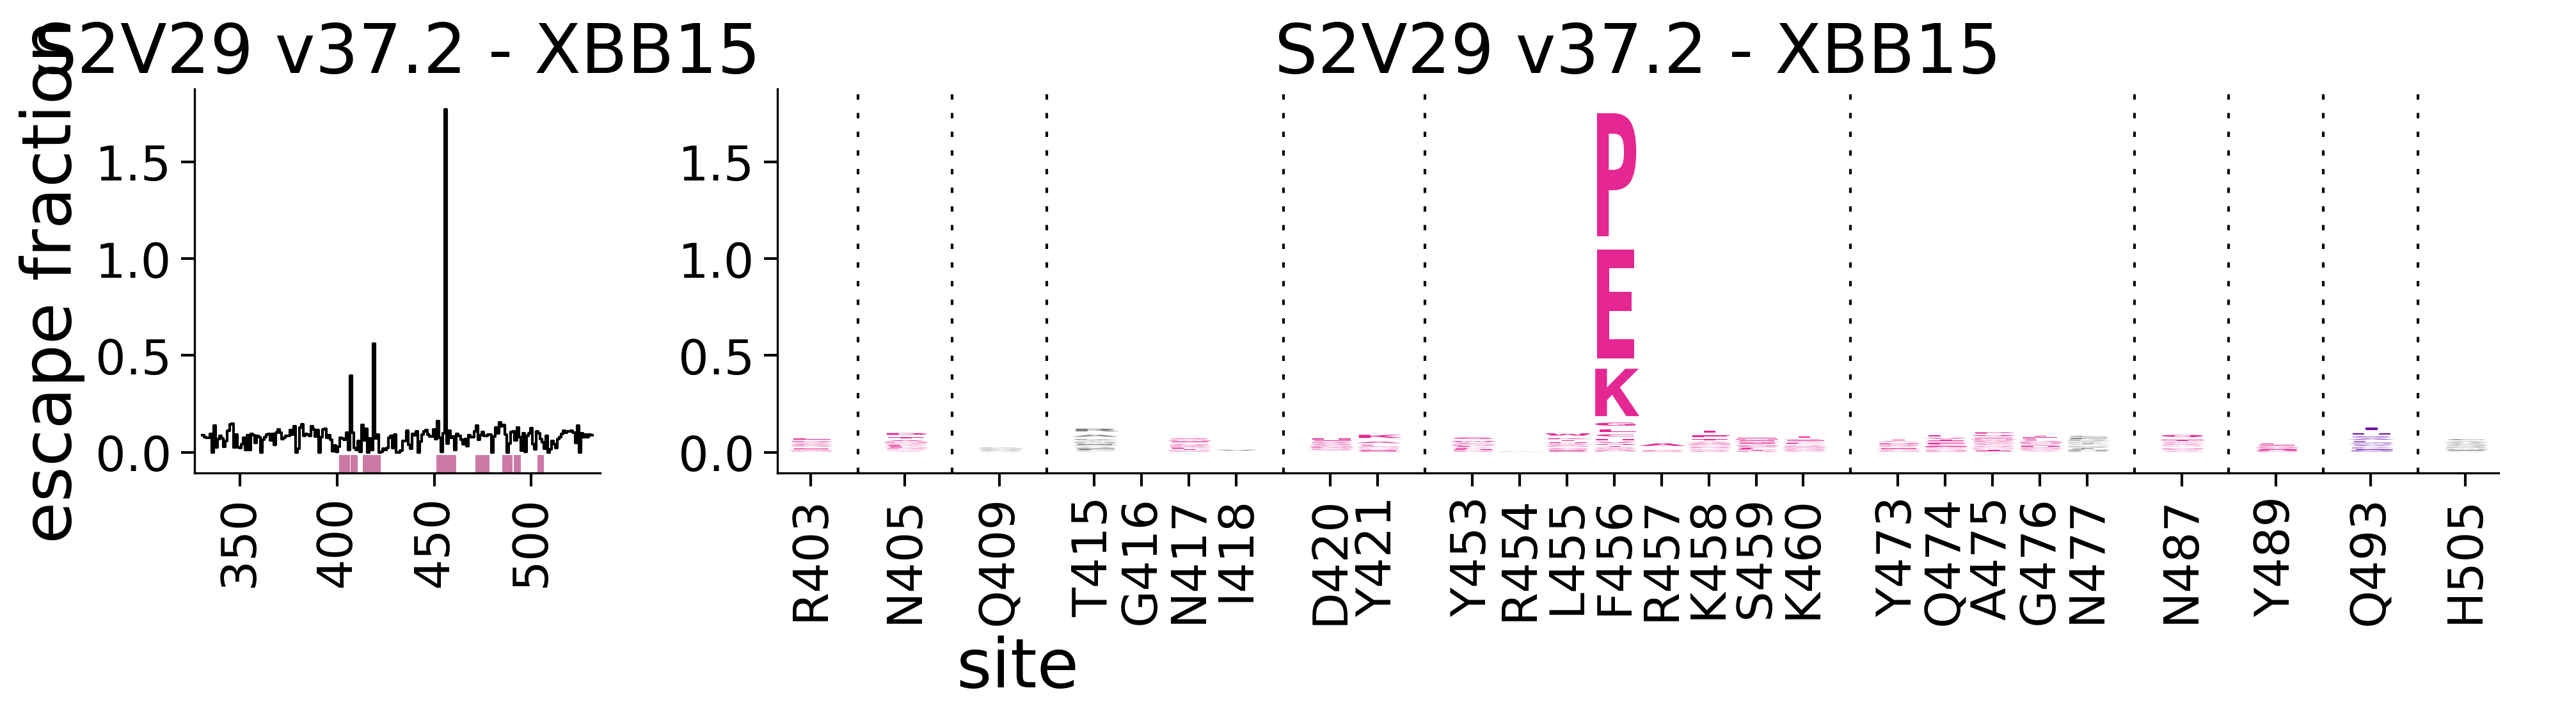 S2V29 v37.2 - XBB15
S2V29 v37.2 - XBB15
escape fraction
1.5
1.0
0.5
0.0
350
400
450
500
1.5
1.0
0.5
0.0
P
E
K
R403
N405
Q409
T415
G416
N417
I418
D420
Y421
Y453
R454
L455
F456
R457
K458
S459
K460
Y473
Q474
A475
G476
N477
N487
Y489
Q493
H505
site